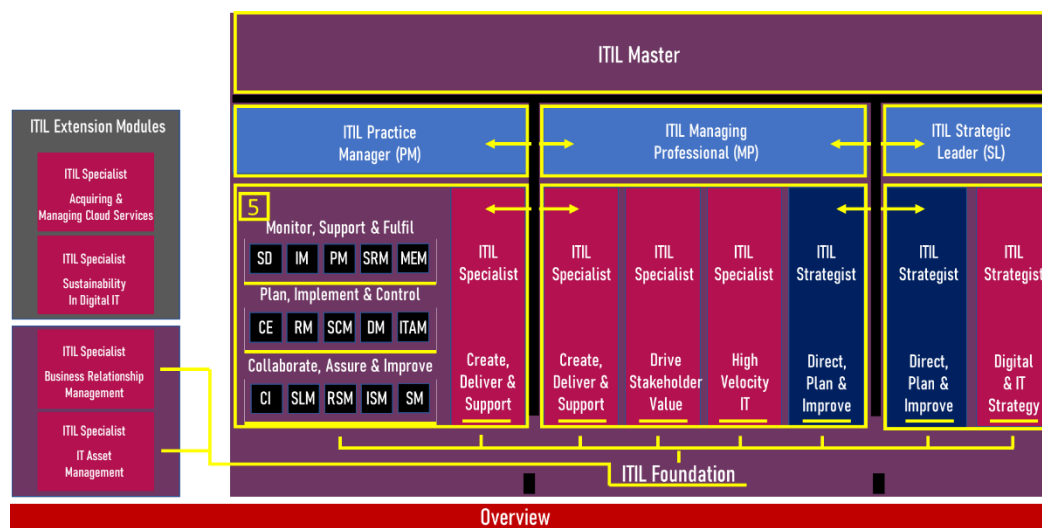 ITIL Master
ITIL Extension Modules
ITIL Specialist
Acquiring &
Managing Cloud Services
ITIL Specialist
Sustainability
In Digital IT
ITIL Specialist
Business Relationship
Management
ITIL Specialist
IT Asset
Management
ITIL Practice
Manager (PM)
ITIL Managing
Professional (MP)
ITIL Strategic
Leader (SL)
5
Monitor, Support & Fulfil
SD IM PM SRM MEM
Plan, Implement & Control
CE RM SCM DM ITAM
Collaborate, Assure & Improve
CI SLM RSM ISM SM
ITIL
Specialist
Create,
Deliver &
Support
ITIL
Specialist
Create,
Deliver &
Support
ITIL
Specialist
Drive
Stakeholder
Value
ITIL
Specialist
High
Velocity
IT
ITIL
Strategist
Direct,
Plan &
Improve
ITIL
Strategist
Direct,
Plan &
Improve
ITIL
Strategist
Digital
& IT
Strategy
ITIL Foundation
Overview